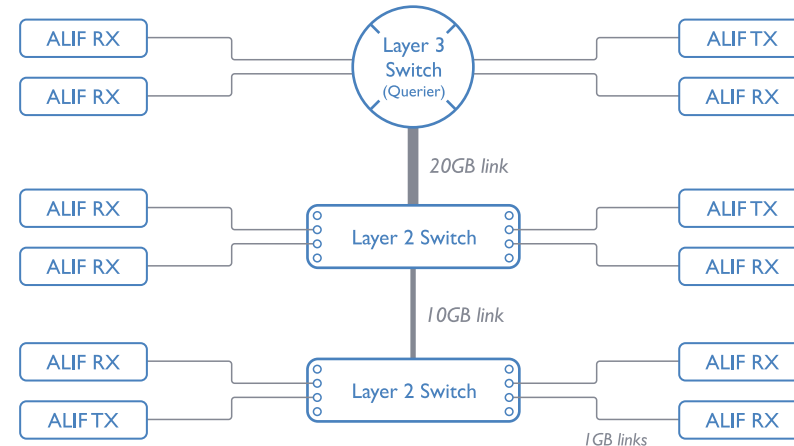 ALIF RX
Layer 3
Switch
(Querier)
ALIF TX
ALIF RX
ALIF RX
20GB link
ALIF RX
Layer 2 Switch
ALIF TX
ALIF RX
ALIF RX
10GB link
ALIF RX
Layer 2 Switch
ALIF RX
ALIF TX
ALIF RX
1GB links